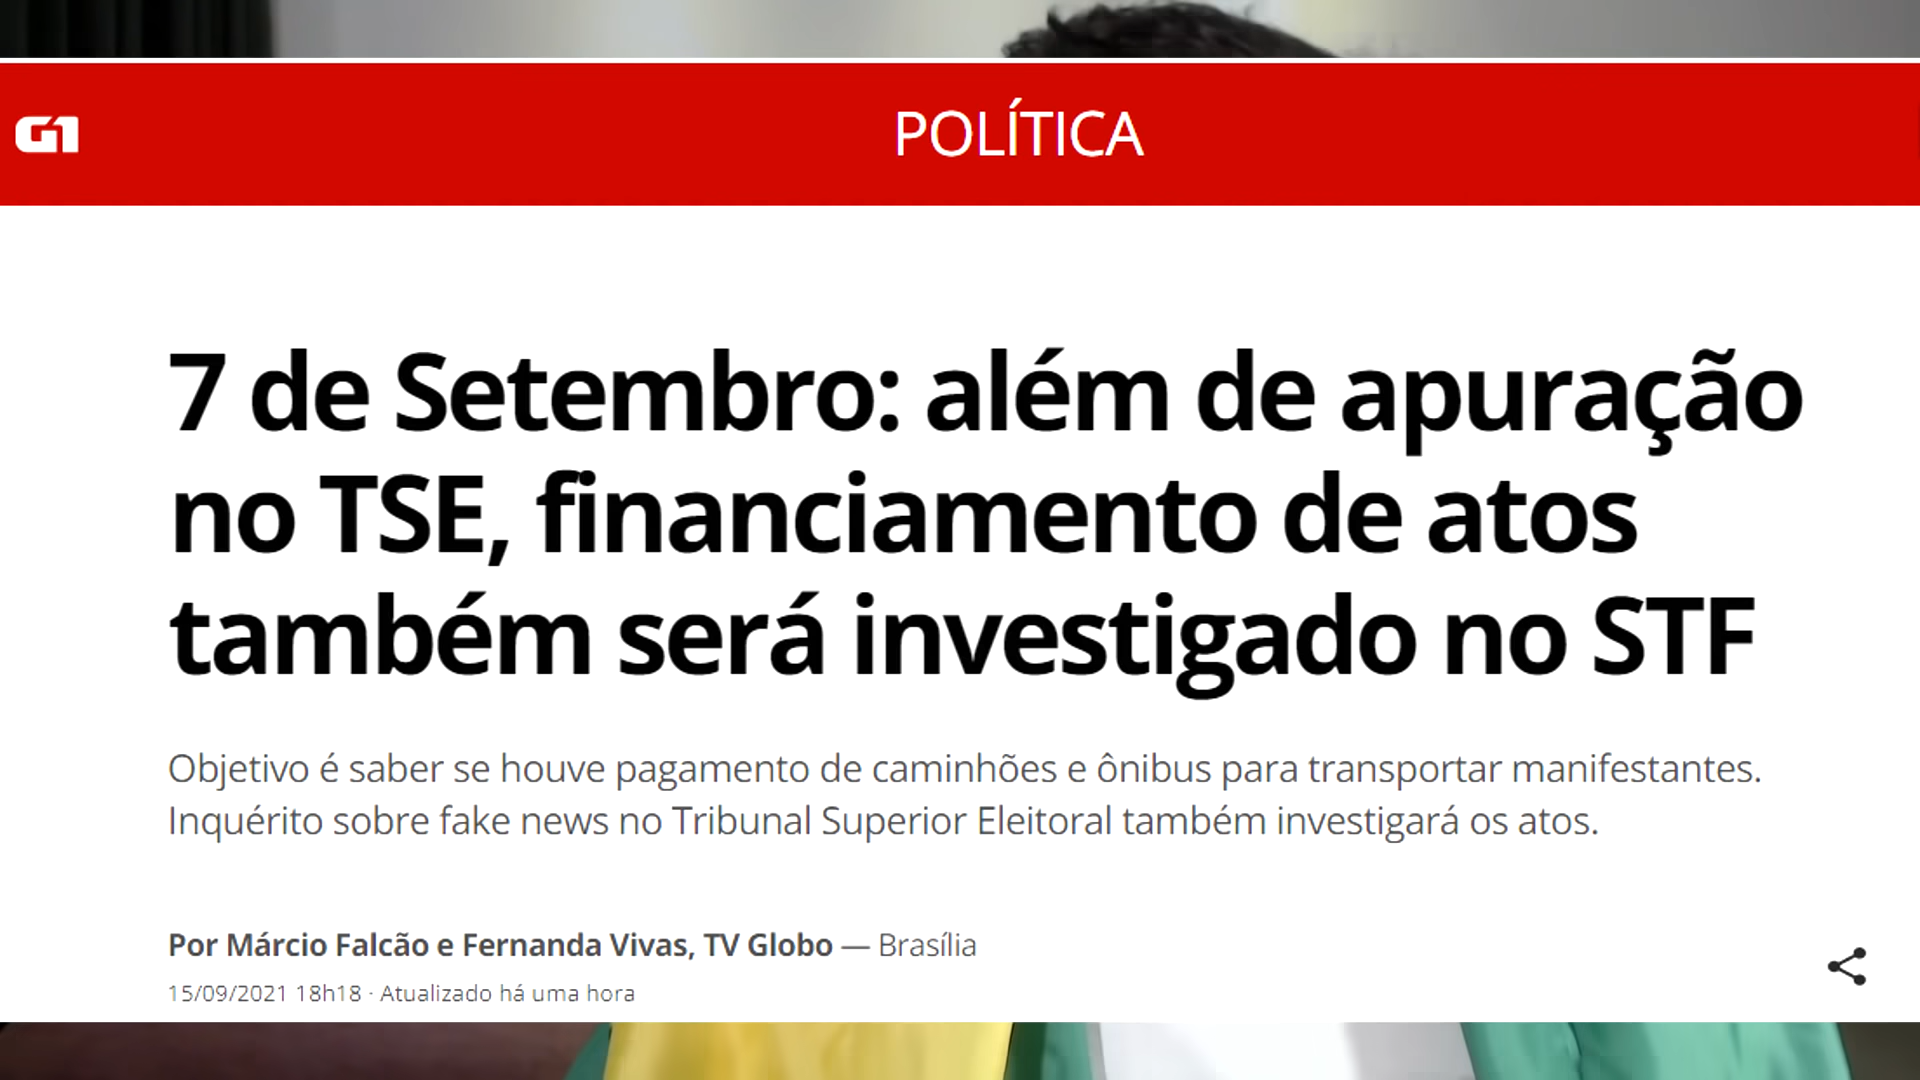 G1
POLÍTICA
7 de Setembro: além de apuração
no TSE, financiamento de atos
também será investigado no STF
Objetivo é saber se houve pagamento de caminhões e ônibus para transportar manifestantes.
Inquérito sobre fake news no Tribunal Superior Eleitoral também investigará os atos.
Por Márcio Falcão e Fernanda Vivas, TV Globo — Brasília
15/09/2021 18h18 · Atualizado há uma hora